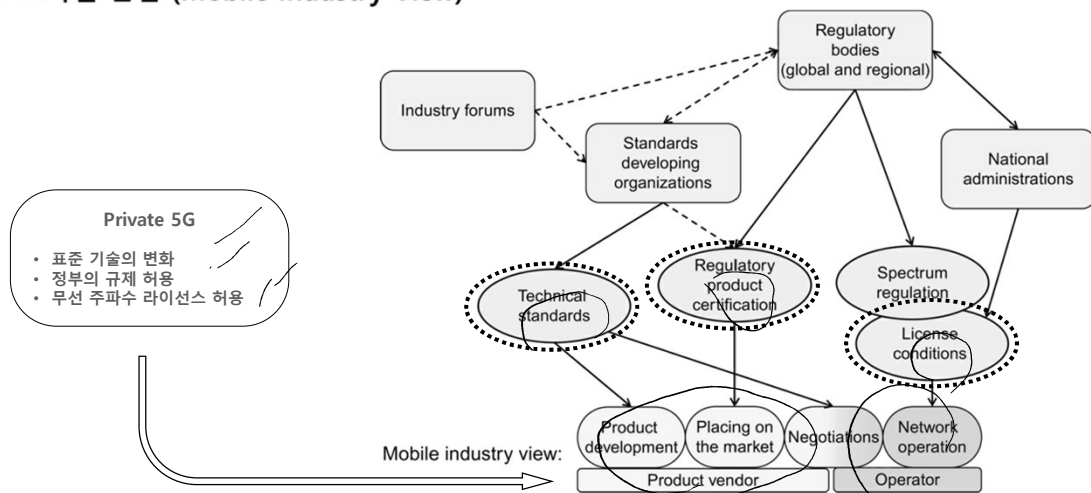 (Mobile Industry View)
Regulatory
bodies
(global and regional)
Industry forums
Standards
developing
organizations
National
administrations
Private 5G
• 표준 기술의 변화
• 정부의 규제 허용
• 무선 주파수 라이선스 허용
Technical
standards
Regulatory
product
certification
Spectrum
regulation
License
conditions
Mobile industry view:
Product
development
Placing on
the market
Negotiations
Network
operation
Product vendor
Operator